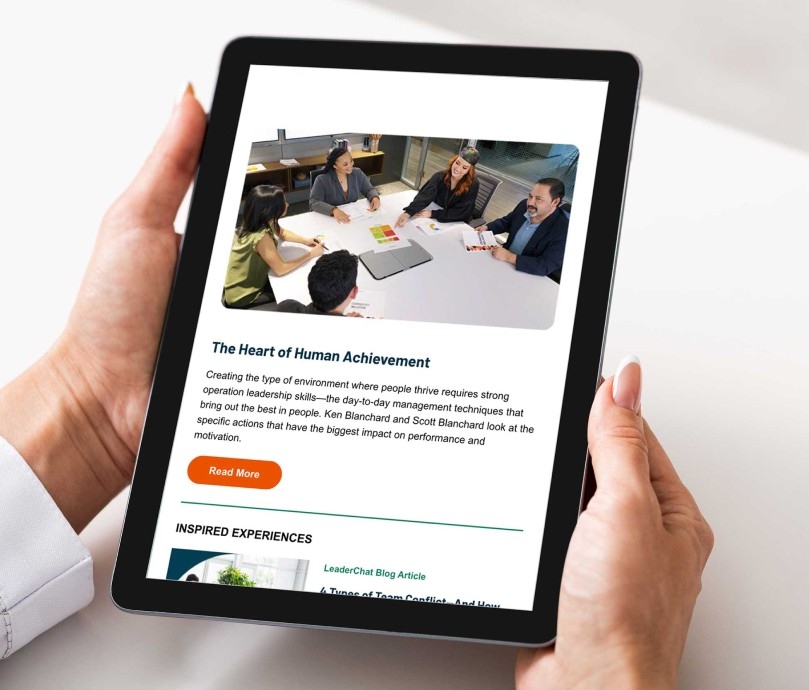 The Heart of Human Achievement
Creating the type of environment where people thrive requires strong
operation leadership skills—the day-to-day management techniques that
bring out the best in people. Ken Blanchard and Scott Blanchard look at the
specific actions that have the biggest impact on performance and
motivation.
Read More
INSPIRED EXPERIENCES
LeaderChat Blog Article
4 Types of Team Conflict—And How